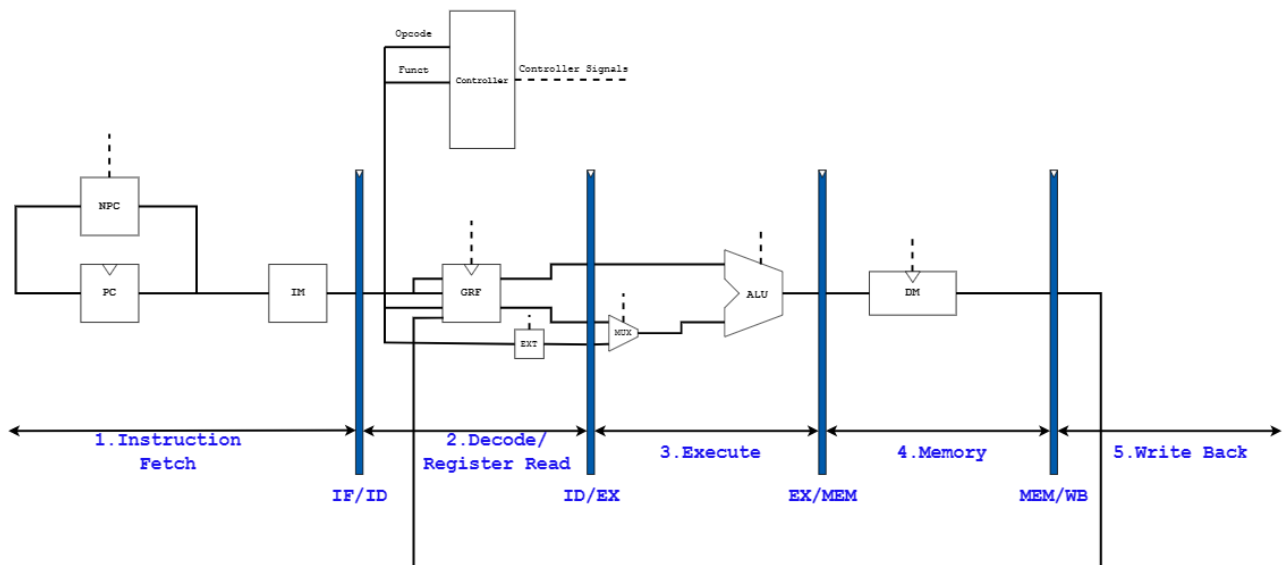 Opcode
Funct
Controller
Controller Signals
NPC
PC
IM
GRF
EXT
MUX
ALU
DM
1.Instruction
Fetch
2.Decode/
Register Read
3.Execute
4.Memory
5.Write Back
IF/ID
ID/EX
EX/MEM
MEM/WB